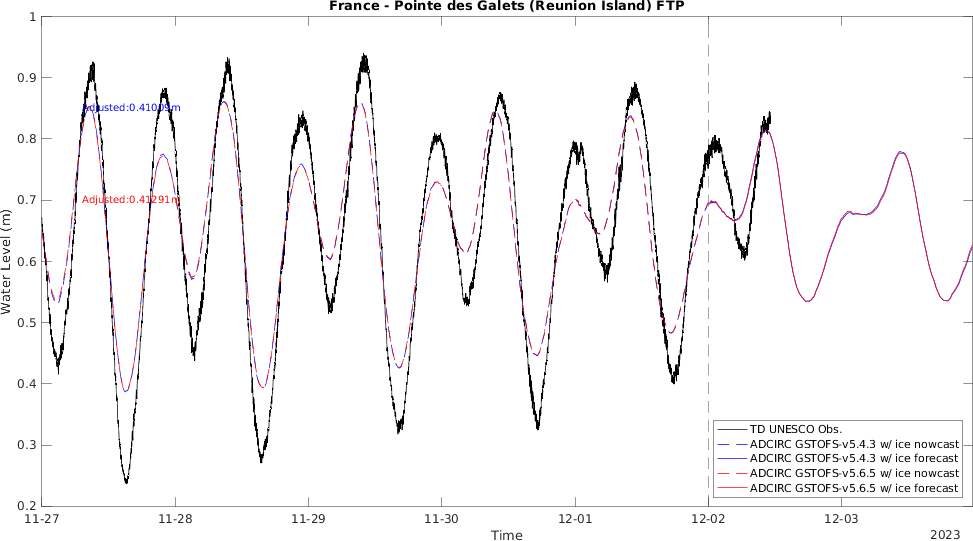 France - Pointe des Galets (Reunion Island) FTP
1
0.9
0.8
0.7
0.6
0.5
0.4
0.3
0.2
Water Level (m)
Adjusted:0.41009m
Adjusted:0.41291m
TD UNESCO Obs.
ADCIRC GSTOFS-v5.4.3 w/ ice nowcast
ADCIRC GSTOFS-v5.4.3 w/ ice forecast
ADCIRC GSTOFS-v5.6.5 w/ ice nowcast
ADCIRC GSTOFS-v5.6.5 w/ ice forecast
11-27 11-28 11-29 11-30 12-01 12-02 12-03
Time
2023